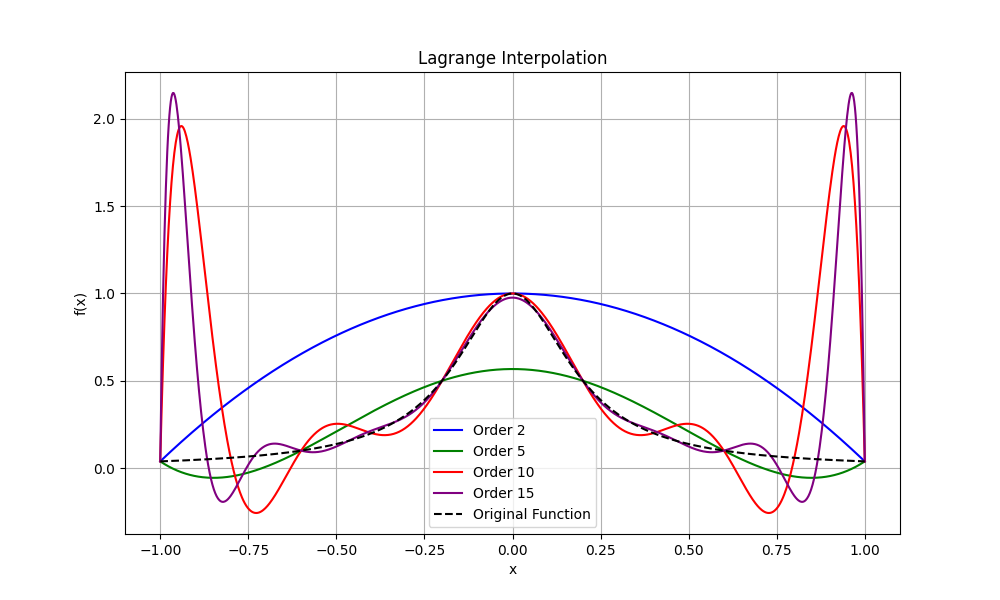 Lagrange Interpolation
f(x)
2.0
1.5
1.0
0.5
0.0
−1.00 −0.75 −0.50 −0.25 0.00 0.25 0.50 0.75 1.00
x
Order 2
Order 5
Order 10
Order 15
Original Function